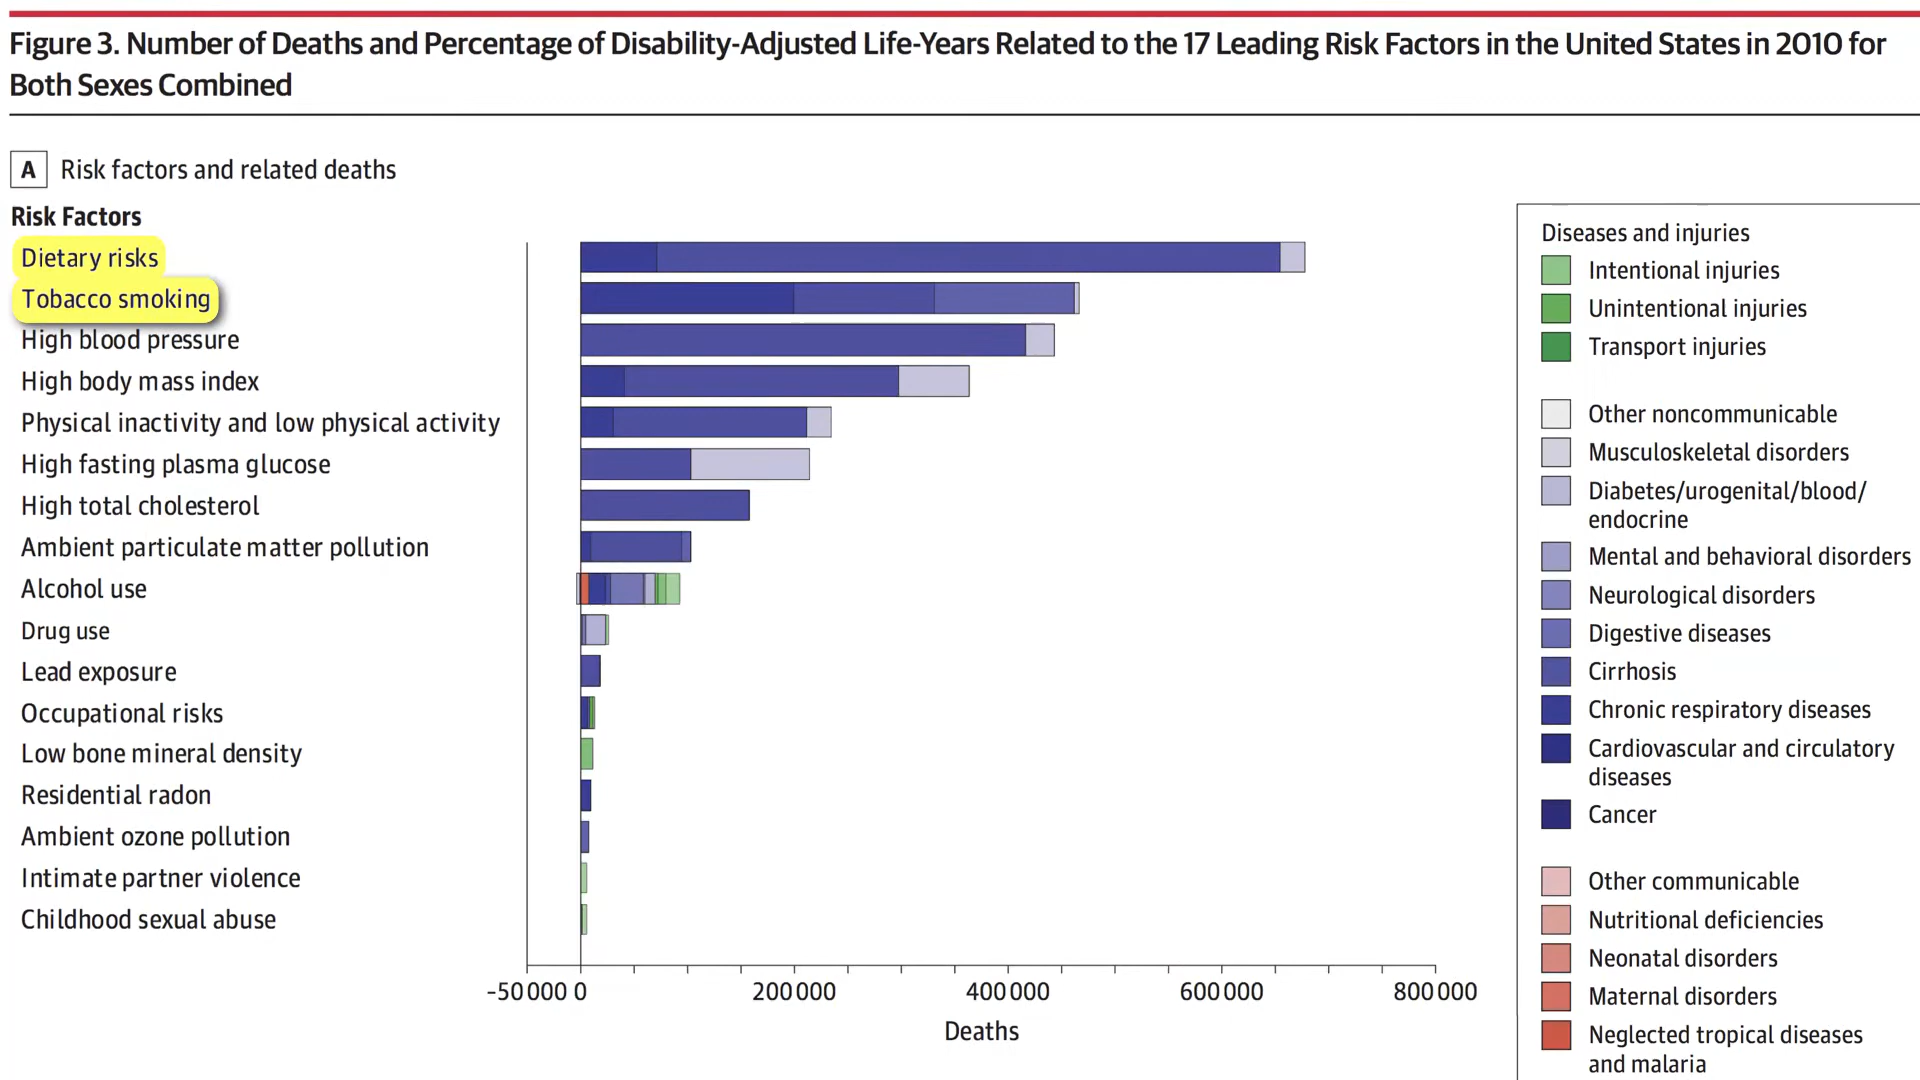 Figure 3. Number of Deaths and Percentage of Disability-Adjusted Life-Years Related to the 17 Leading Risk Factors in the United States in 2010 for
Both Sexes Combined
A Risk factors and related deaths
Risk Factors
Dietary risks
Tobacco smoking
High blood pressure
High body mass index
Physical inactivity and low physical activity
High fasting plasma glucose
High total cholesterol
Ambient particulate matter pollution
Alcohol use
Drug use
Lead exposure
Occupational risks
Low bone mineral density
Residential radon
Ambient ozone pollution
Intimate partner violence
Childhood sexual abuse
-50000 0 200000 400000 600000 800000
Deaths
Diseases and injuries
Intentional injuries
Unintentional injuries
Transport injuries
Other noncommunicable
Musculoskeletal disorders
Diabetes/urogenital/blood/
endocrine
Mental and behavioral disorders
Neurological disorders
Digestive diseases
Cirrhosis
Chronic respiratory diseases
Cardiovascular and circulatory
diseases
Cancer
Other communicable
Nutritional deficiencies
Neonatal disorders
Maternal disorders
Neglected tropical diseases
and malaria